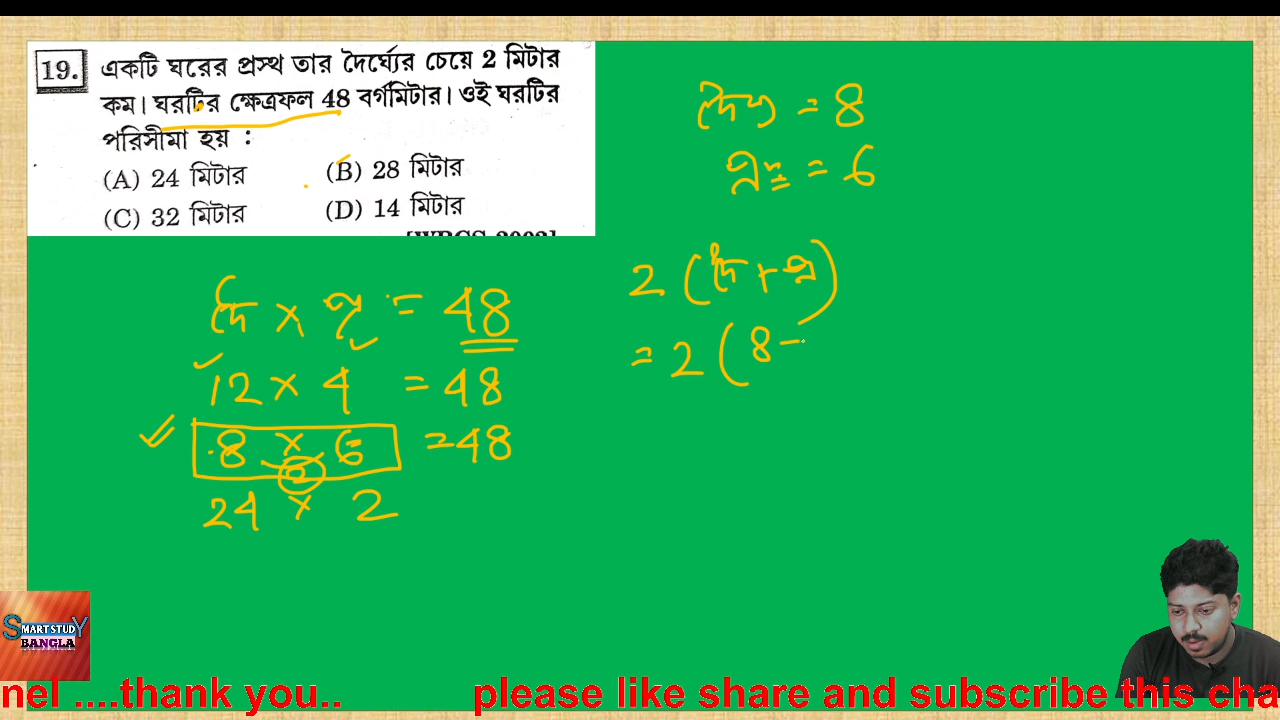 19. একটি ঘরের প্রস্থ তার দৈর্ঘ্যের চেয়ে 2 মিটার
কম। ঘরটির ক্ষেত্রফল 48 বর্গমিটার। ওই ঘরটির
পরিসীমা হয় :
(A) 24 মিটার (B) 28 মিটার
(C) 32 মিটার (D) 14 মিটার
দৈ × প্র = 48
12 × 4 = 48
8 × 6 = 48
2
24 × 2
= 8
প্রস্থ = 6
2 (দৈ + প্র)
= 2 (8 -
SMART STUDY
BANGLA
nel ....thank you.. please like share and subscribe this cha